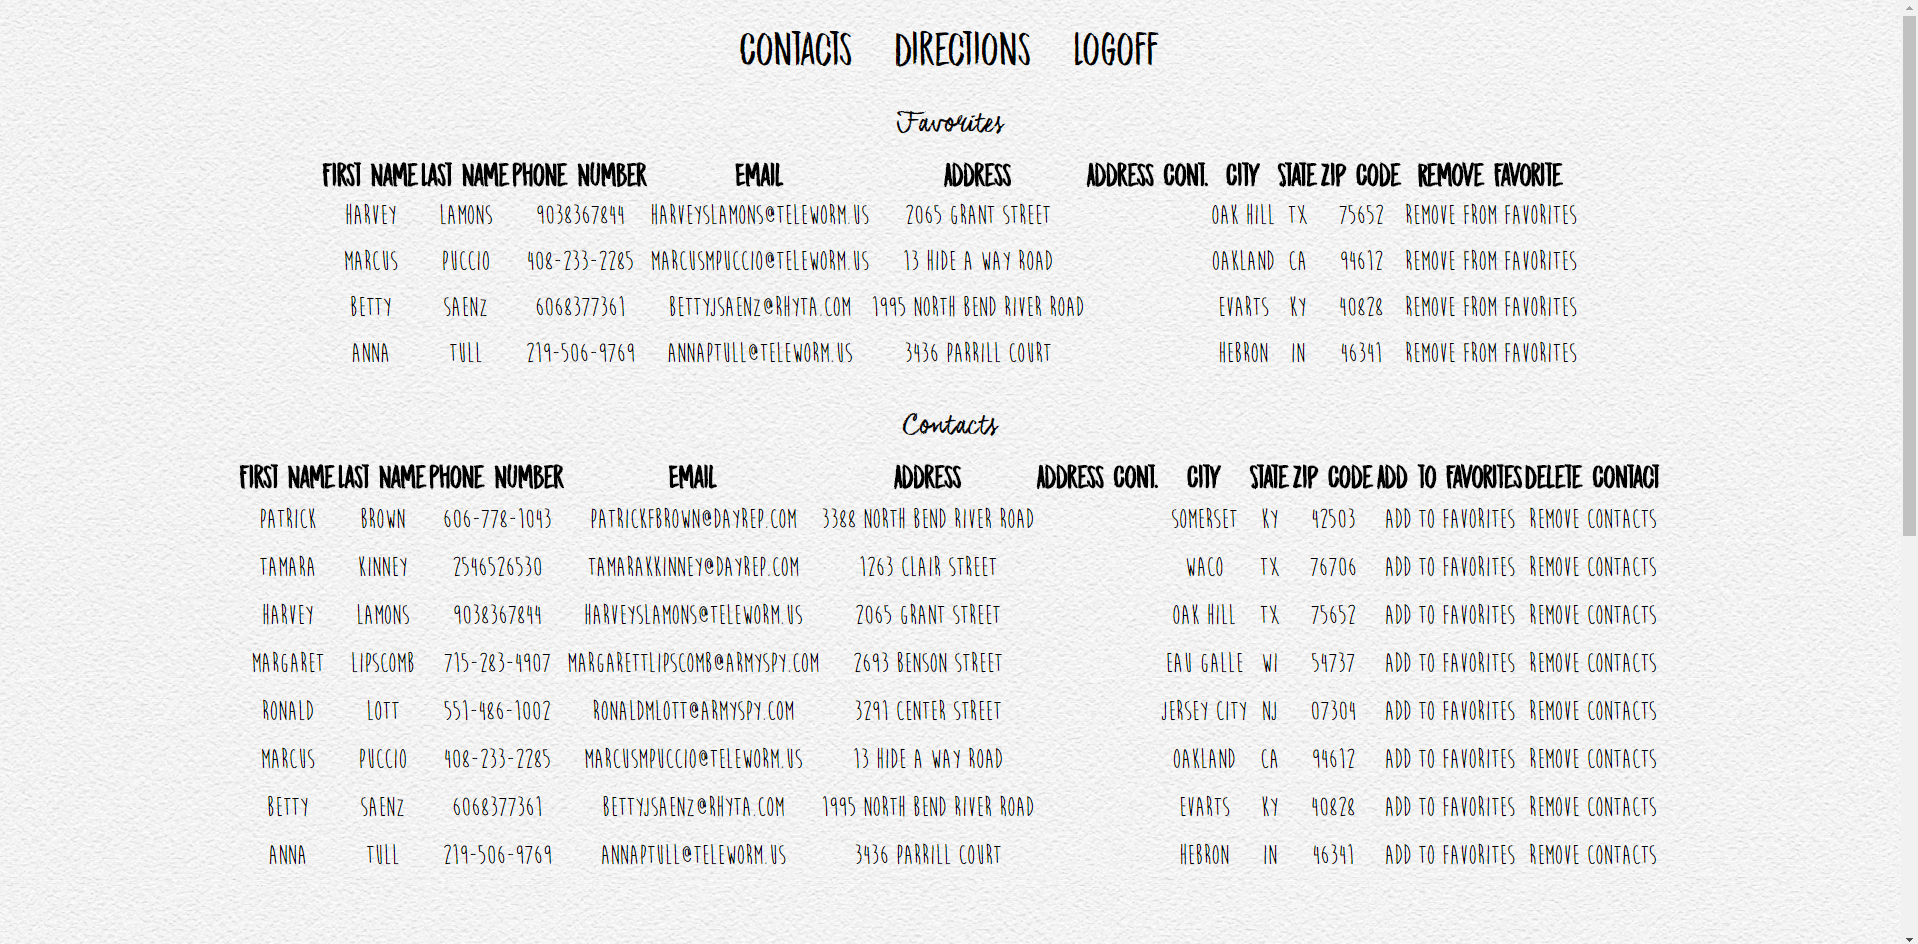 CONTACTS DIRECTIONS LOGOFF
Favorites
FIRST NAME LAST NAME PHONE NUMBER EMAIL ADDRESS ADDRESS CONT. CITY STATE ZIP CODE REMOVE FAVORITE
HARVEY LAMONS 9038367844 HARVEYSLAMONS@TELEWORM.US 2065 GRANT STREET OAK HILL TX 75652 REMOVE FROM FAVORITES
MARCUS PUCCIO 408-233-2285 MARCUSMPUCCIO@TELEWORM.US 13 HIDE A WAY ROAD OAKLAND CA 94612 REMOVE FROM FAVORITES
BETTY SAENZ 6068377361 BETTYJSAENZ@RHYTA.COM 1995 NORTH BEND RIVER ROAD EVARTS KY 40828 REMOVE FROM FAVORITES
ANNA TULL 219-506-9769 ANNAPTULL@TELEWORM.US 3436 PARRILL COURT HEBRON IN 46341 REMOVE FROM FAVORITES
Contacts
FIRST NAME LAST NAME PHONE NUMBER EMAIL ADDRESS ADDRESS CONT. CITY STATE ZIP CODE ADD TO FAVORITES DELETE CONTACT
PATRICK BROWN 606-778-1043 PATRICKFBROWN@DAYREP.COM 3388 NORTH BEND RIVER ROAD SOMERSET KY 42503 ADD TO FAVORITES REMOVE CONTACTS
TAMARA KINNEY 2546526530 TAMARAKKINNEY@DAYREP.COM 1263 CLAIR STREET WACO TX 76706 ADD TO FAVORITES REMOVE CONTACTS
HARVEY LAMONS 9038367844 HARVEYSLAMONS@TELEWORM.US 2065 GRANT STREET OAK HILL TX 75652 ADD TO FAVORITES REMOVE CONTACTS
MARGARET LIPSCOMB 715-283-4907 MARGARETTLIPSCOMB@ARMYSPY.COM 2693 BENSON STREET EAU GALLE WI 54737 ADD TO FAVORITES REMOVE CONTACTS
RONALD LOTT 551-486-1002 RONALDMLOTT@ARMYSPY.COM 3291 CENTER STREET JERSEY CITY NJ 07304 ADD TO FAVORITES REMOVE CONTACTS
MARCUS PUCCIO 408-233-2285 MARCUSMPUCCIO@TELEWORM.US 13 HIDE A WAY ROAD OAKLAND CA 94612 ADD TO FAVORITES REMOVE CONTACTS
BETTY SAENZ 6068377361 BETTYJSAENZ@RHYTA.COM 1995 NORTH BEND RIVER ROAD EVARTS KY 40828 ADD TO FAVORITES REMOVE CONTACTS
ANNA TULL 219-506-9769 ANNAPTULL@TELEWORM.US 3436 PARRILL COURT HEBRON IN 46341 ADD TO FAVORITES REMOVE CONTACTS